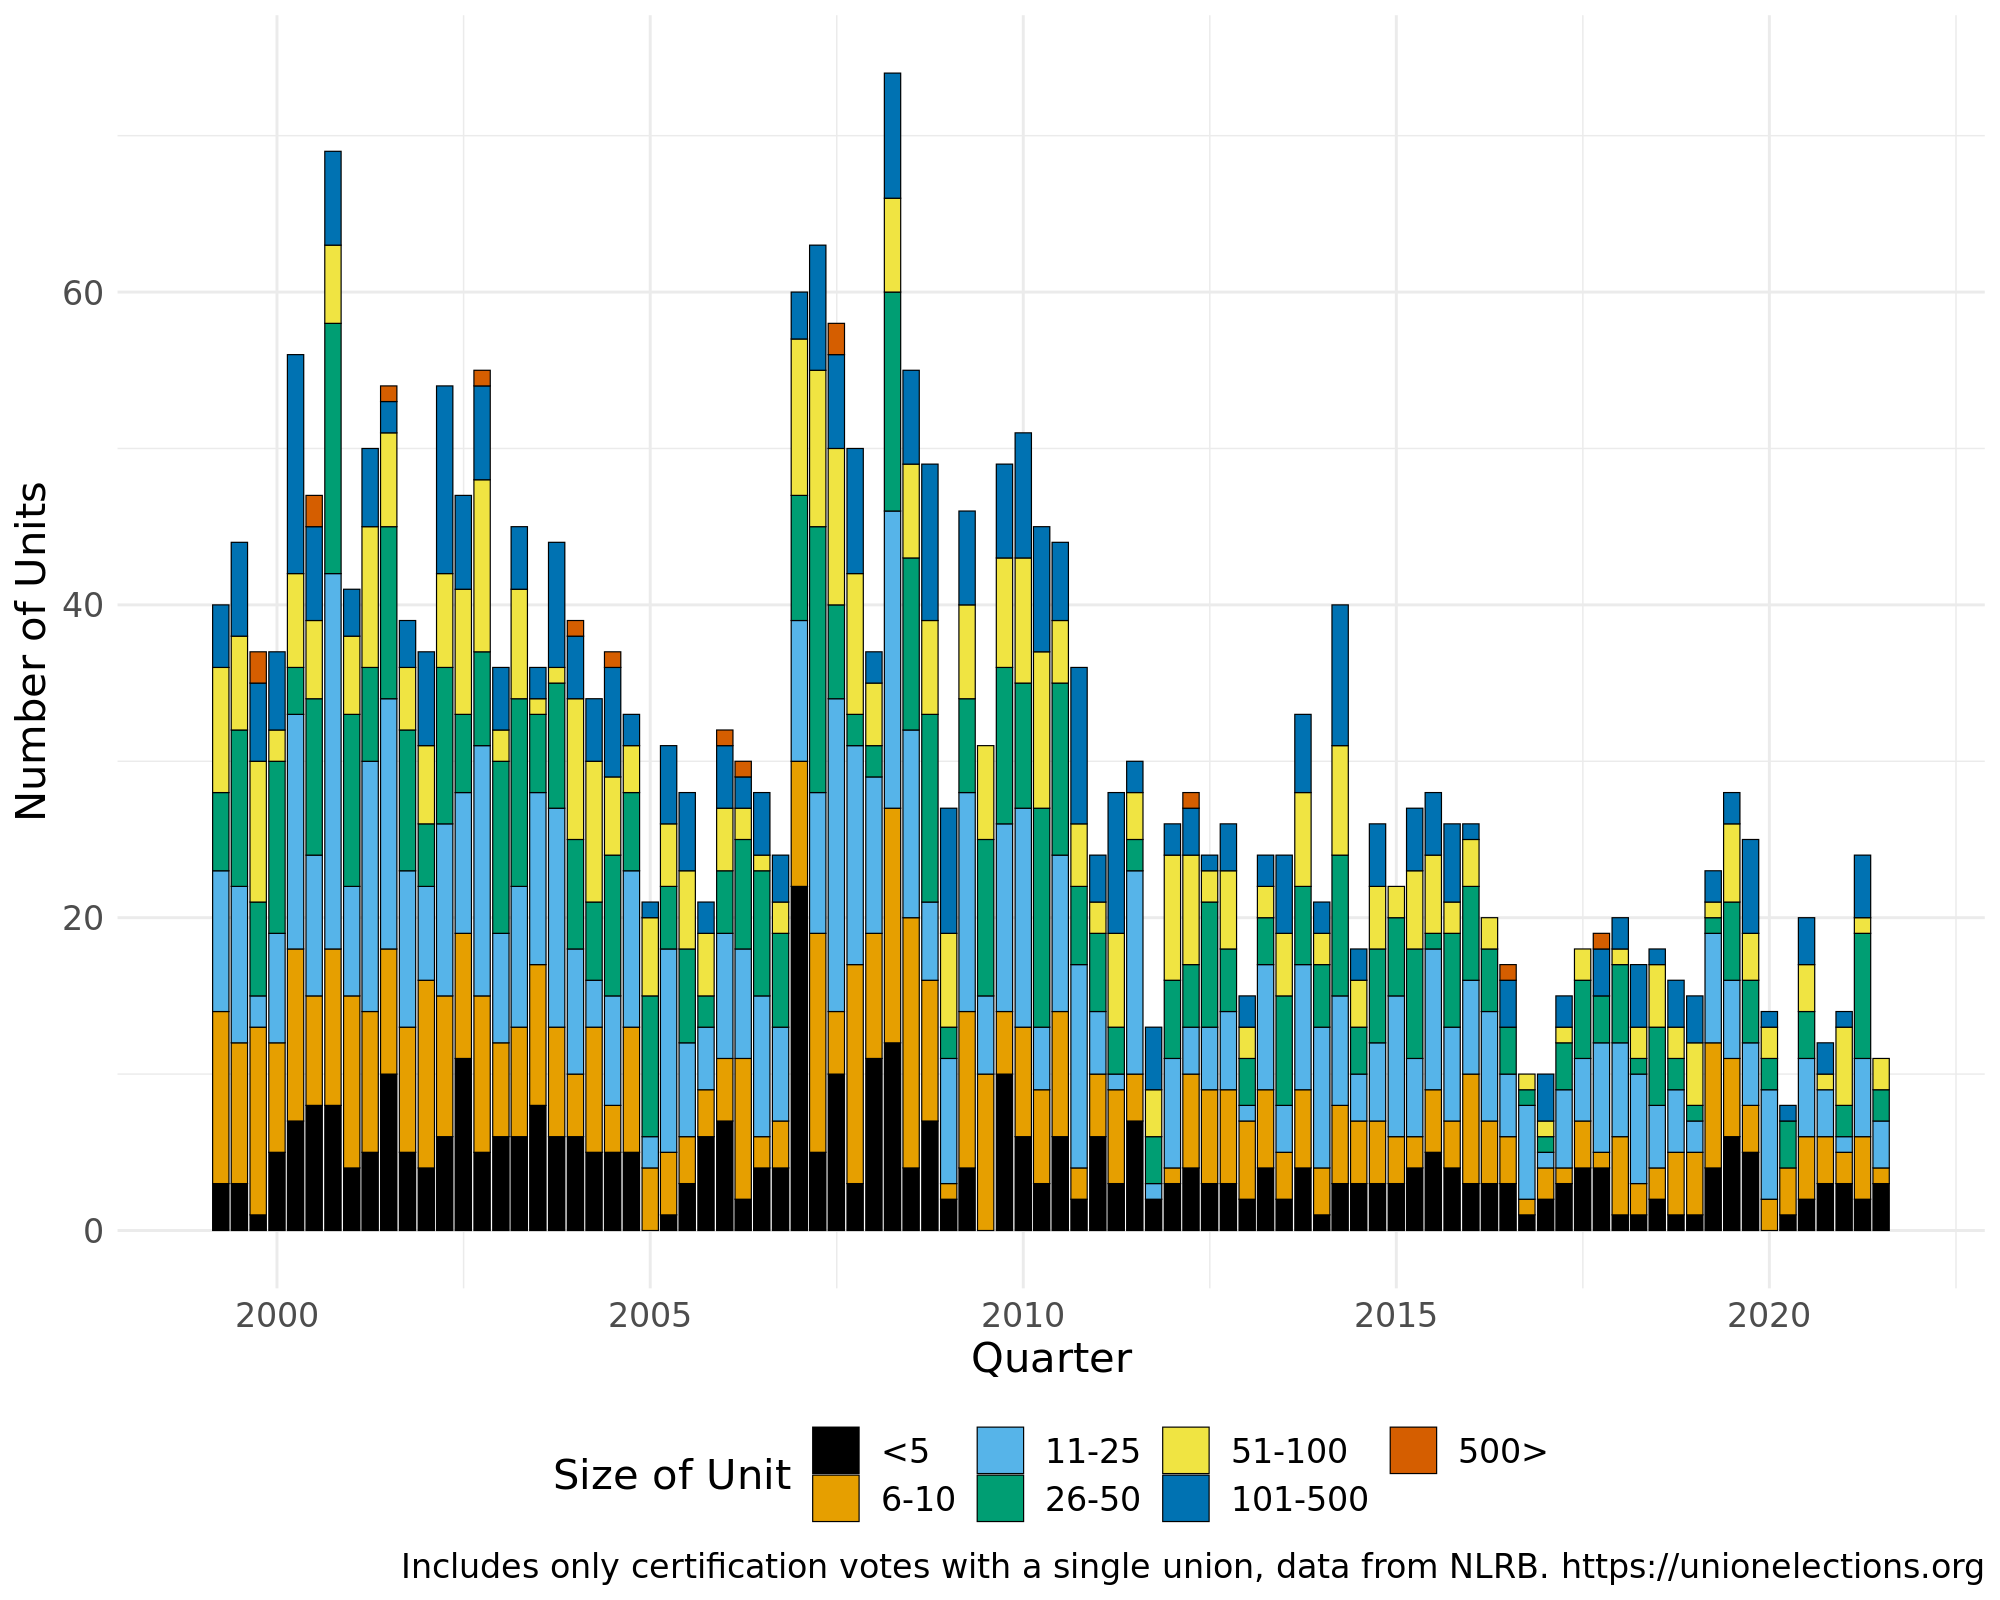 60
40
20
0
Number of Units
2000 2005 2010 2015 2020
Quarter
Size of Unit
<5 11-25 51-100 500>
6-10 26-50 101-500
Includes only certification votes with a single union, data from NLRB. https://unionelections.org